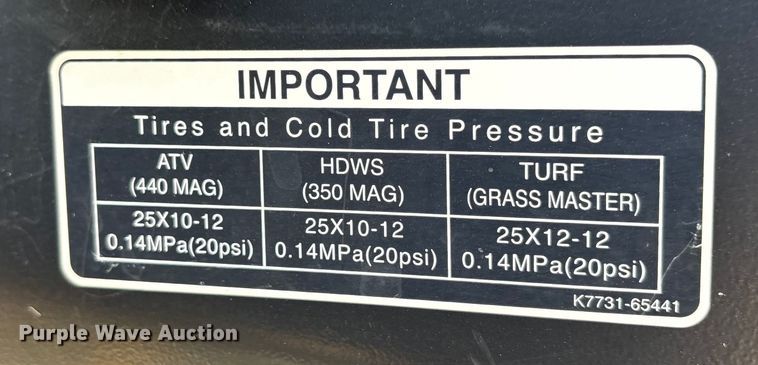 IMPORTANT
Tires and Cold Tire Pressure
ATV
(440 MAG)
HDWS
(350 MAG)
TURF
(GRASS MASTER)
25X10-12
0.14MPa(20psi)
25X10-12
0.14MPa(20psi)
25X12-12
0.14MPa(20psi)
K7731-65441
Purple Wave Auction